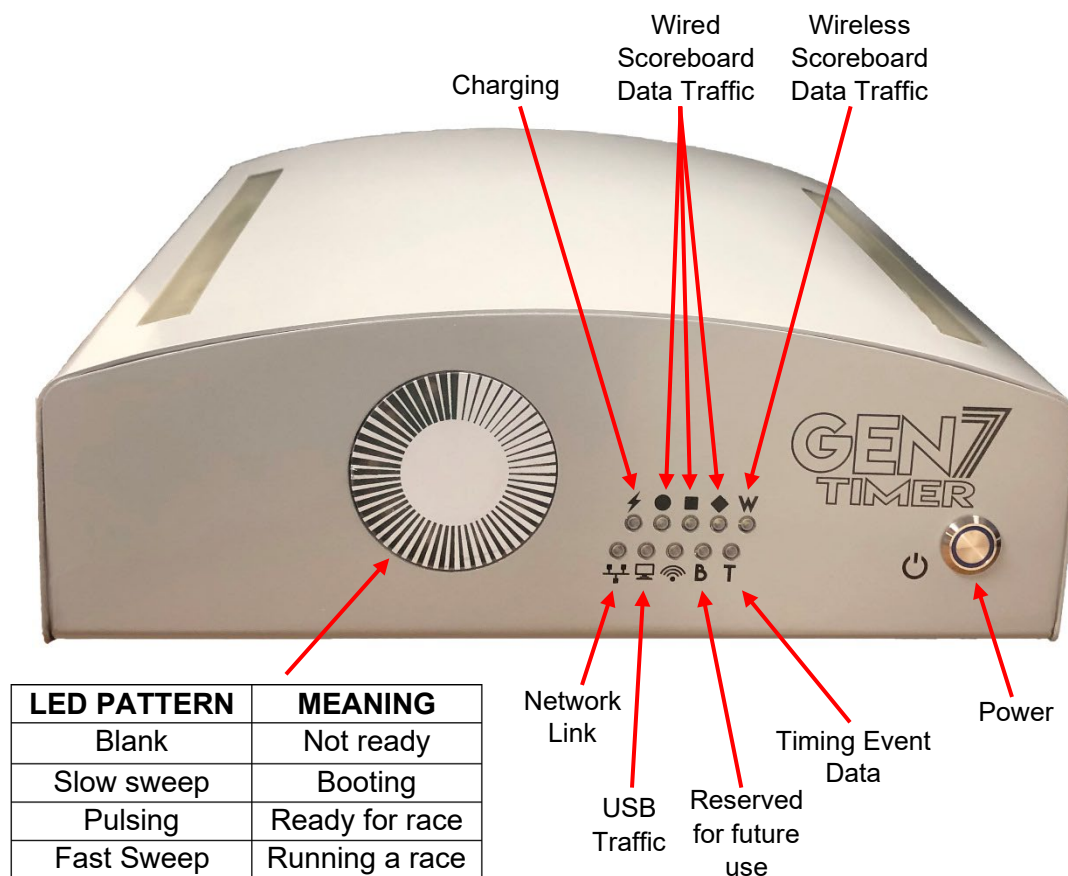 Wired
Scoreboard
Data Traffic
Wireless
Scoreboard
Data Traffic
Charging
GEN7
TIMER
W
B T
LED PATTERN MEANING
Blank Not ready
Slow sweep Booting
Pulsing Ready for race
Fast Sweep Running a race
Network
Link
USB
Traffic
Reserved
for future
use
Timing Event
Data
Power